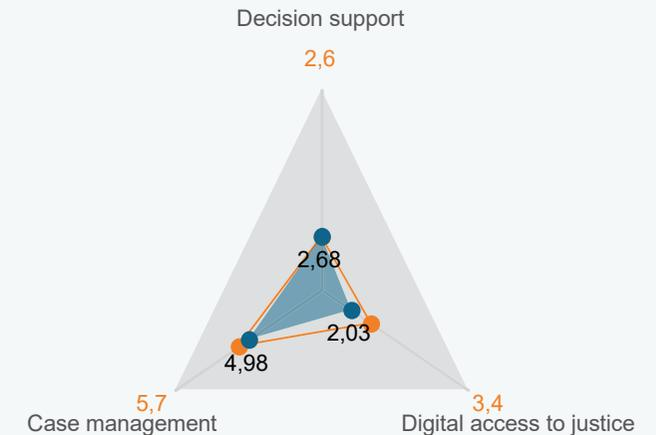 Decision support
2,6
2,68
2,03
4,98
5,7
3,4
Case management
Digital access to justice